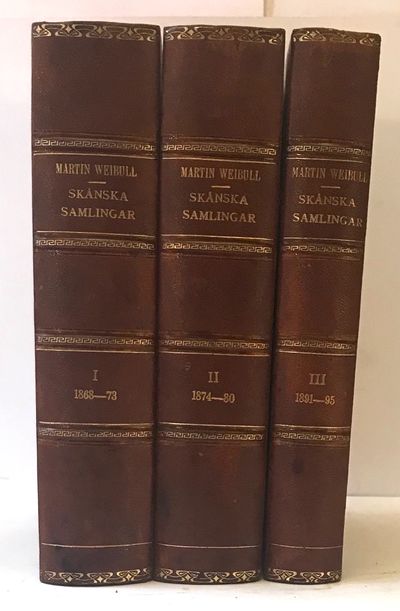 MARTIN WEIBULL
SKÅNSKA
SAMLINGAR
I
1868—73
MARTIN WEIBULL
SKÅNSKA
SAMLINGAR
II
1874—80
MARTIN WEIBULL
SKÅNSKA
SAMLINGAR
III
1891—95